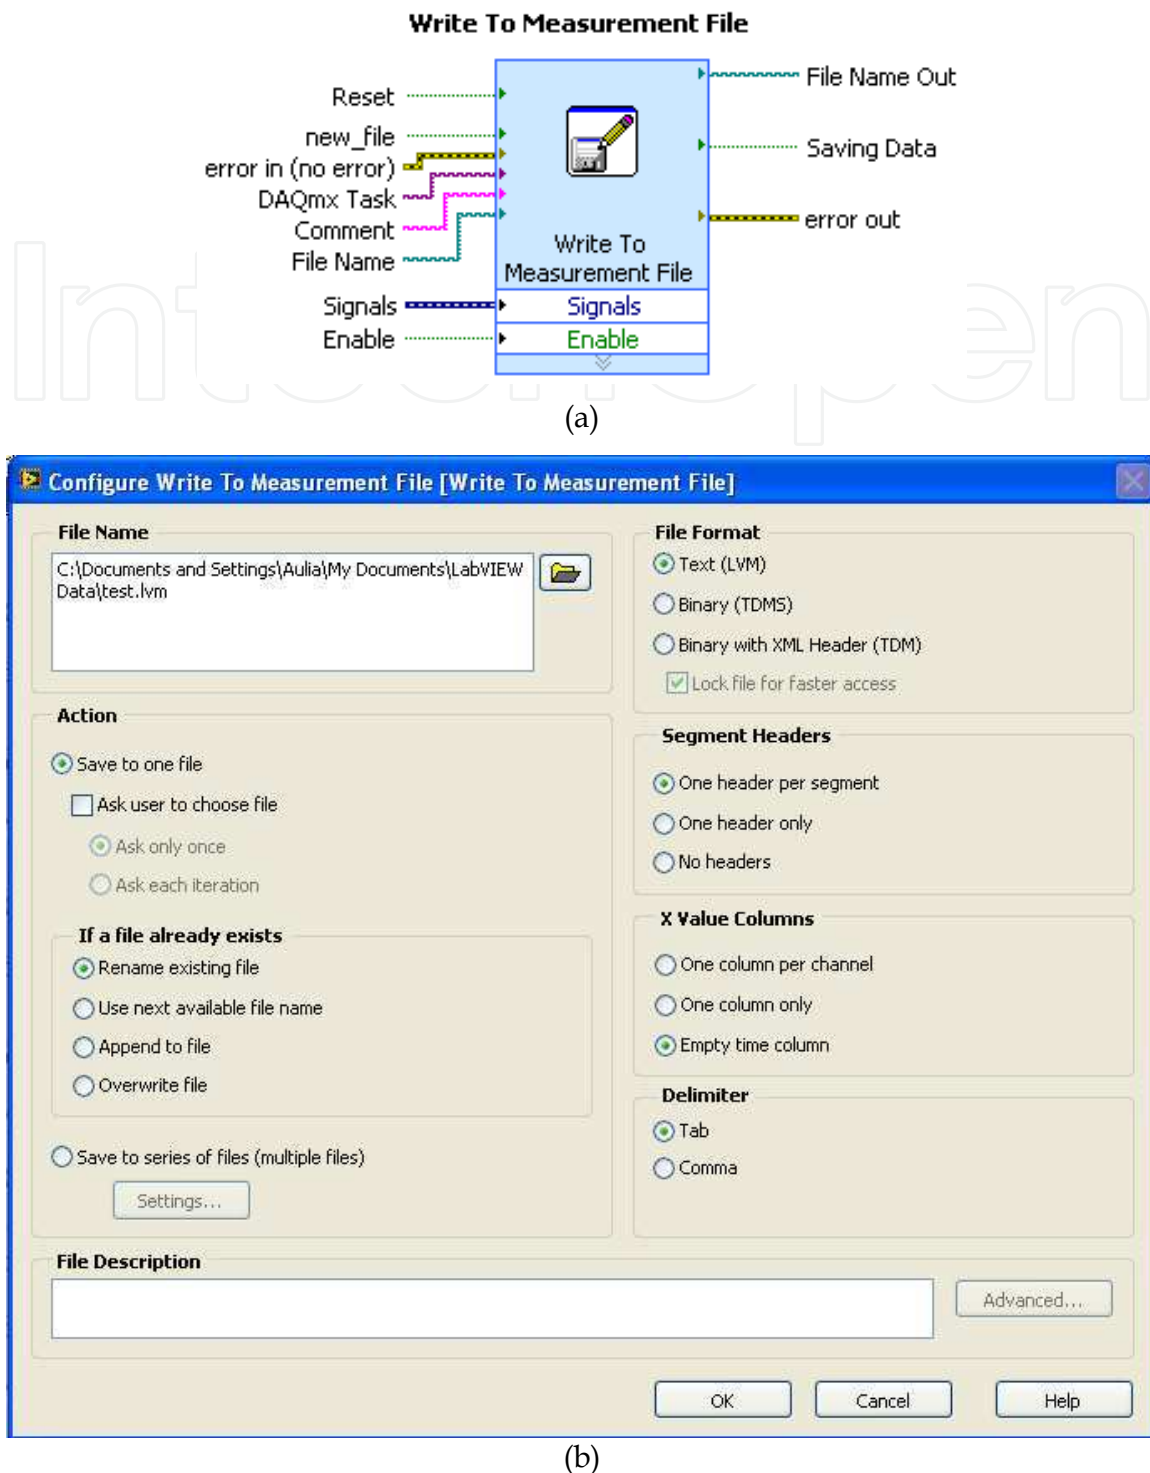 Write To Measurement File
Reset
new_file
error in (no error)
DAQmx Task
Comment
File Name
Signals
Enable
File Name Out
Saving Data
error out
Write To
Measurement File
Signals
Enable
IntechOpen
(a)
Configure Write To Measurement File [Write To Measurement File]
File Name
C:\Documents and Settings\Aulia\My Documents\LabVIEW
Data\test.lvm
Action
Save to one file
Ask user to choose file
Ask only once
Ask each iteration
If a file already exists
Rename existing file
Use next available file name
Append to file
Overwrite file
Save to series of files (multiple files)
Settings...
File Format
Text (LVM)
Binary (TDMS)
Binary with XML Header (TDM)
Lock file for faster access
Segment Headers
One header per segment
One header only
No headers
X Value Columns
One column per channel
One column only
Empty time column
Delimiter
Tab
Comma
File Description
Advanced...
OK
Cancel
Help
(b)